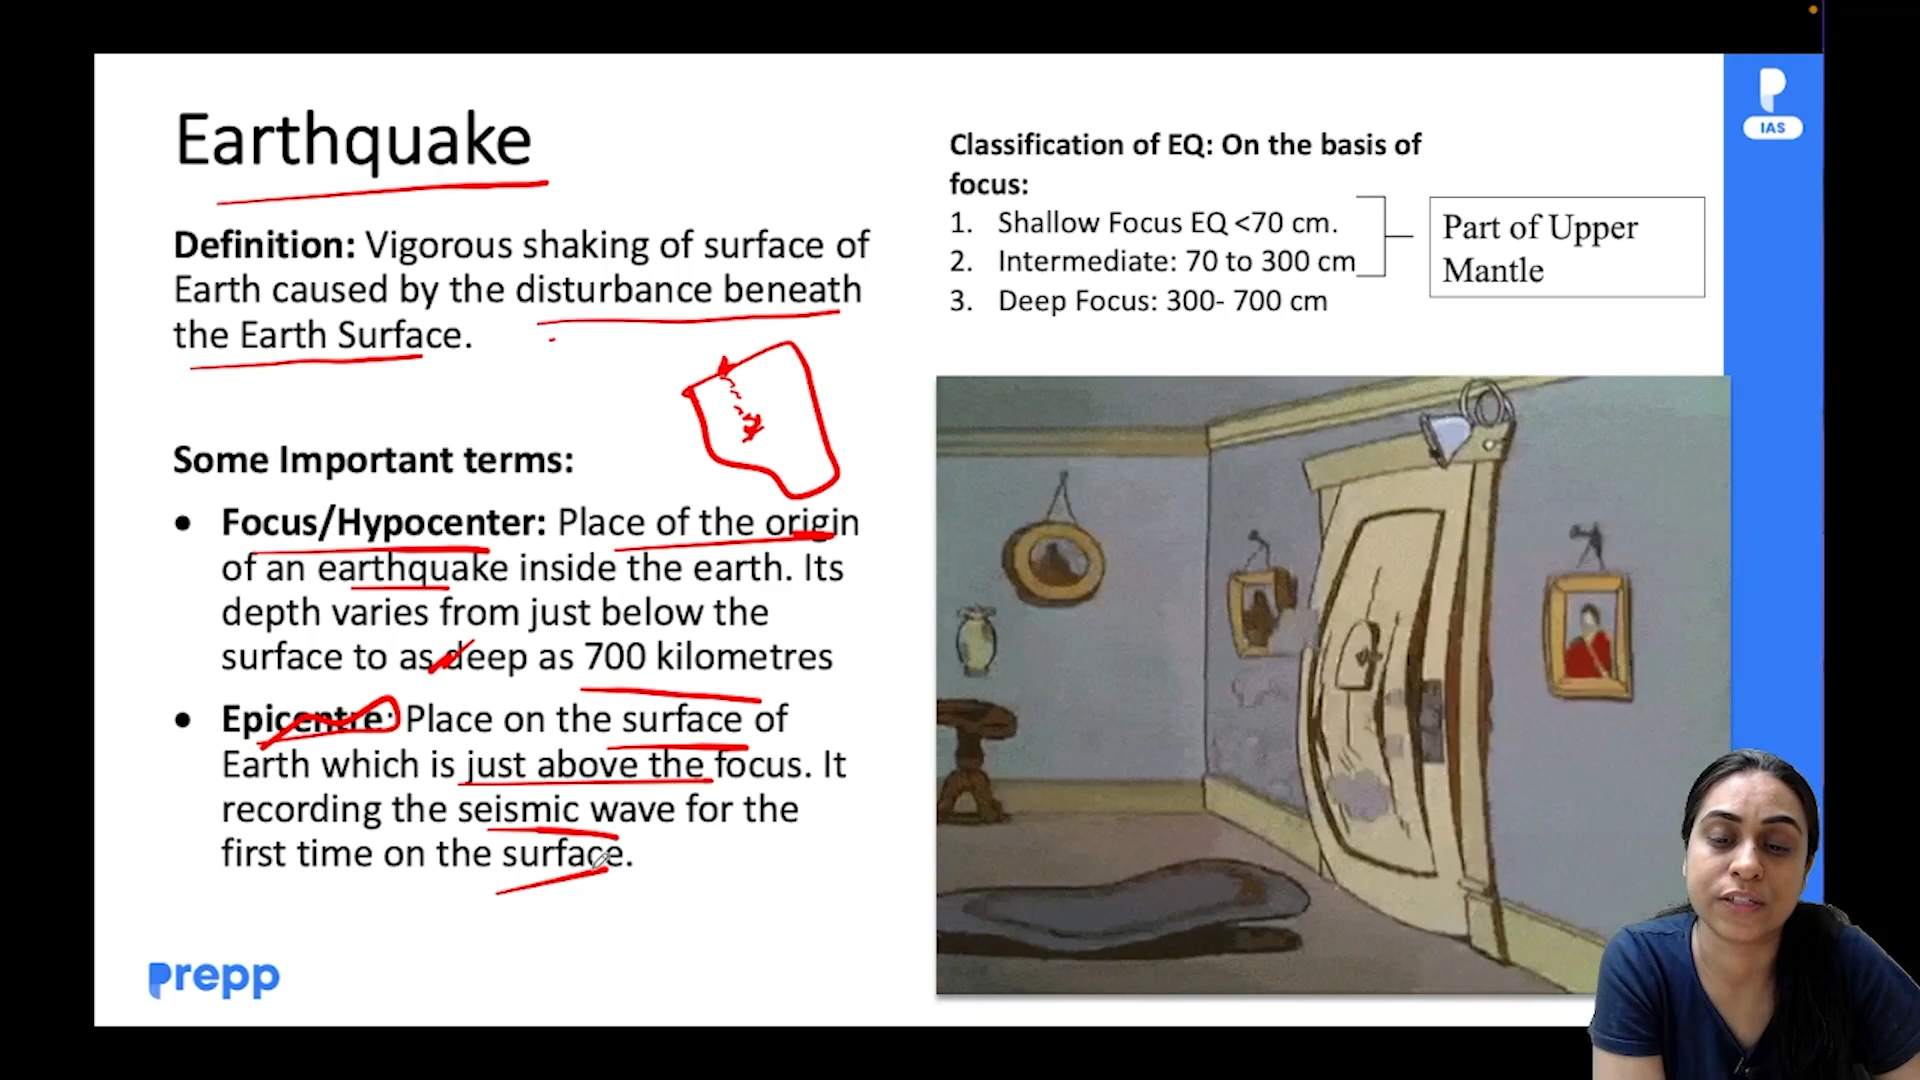 Earthquake
Definition: Vigorous shaking of surface of
Earth caused by the disturbance beneath
the Earth Surface.
Some Important terms:
• Focus/Hypocenter: Place of the origin
of an earthquake inside the earth. Its
depth varies from just below the
surface to as deep as 700 kilometres
• Epicentre: Place on the surface of
Earth which is just above the focus. It
recording the seismic wave for the
first time on the surface.
prepp
Classification of EQ: On the basis of
focus:
1. Shallow Focus EQ <70 cm.
2. Intermediate: 70 to 300 cm
3. Deep Focus: 300- 700 cm
Part of Upper
Mantle
IAS